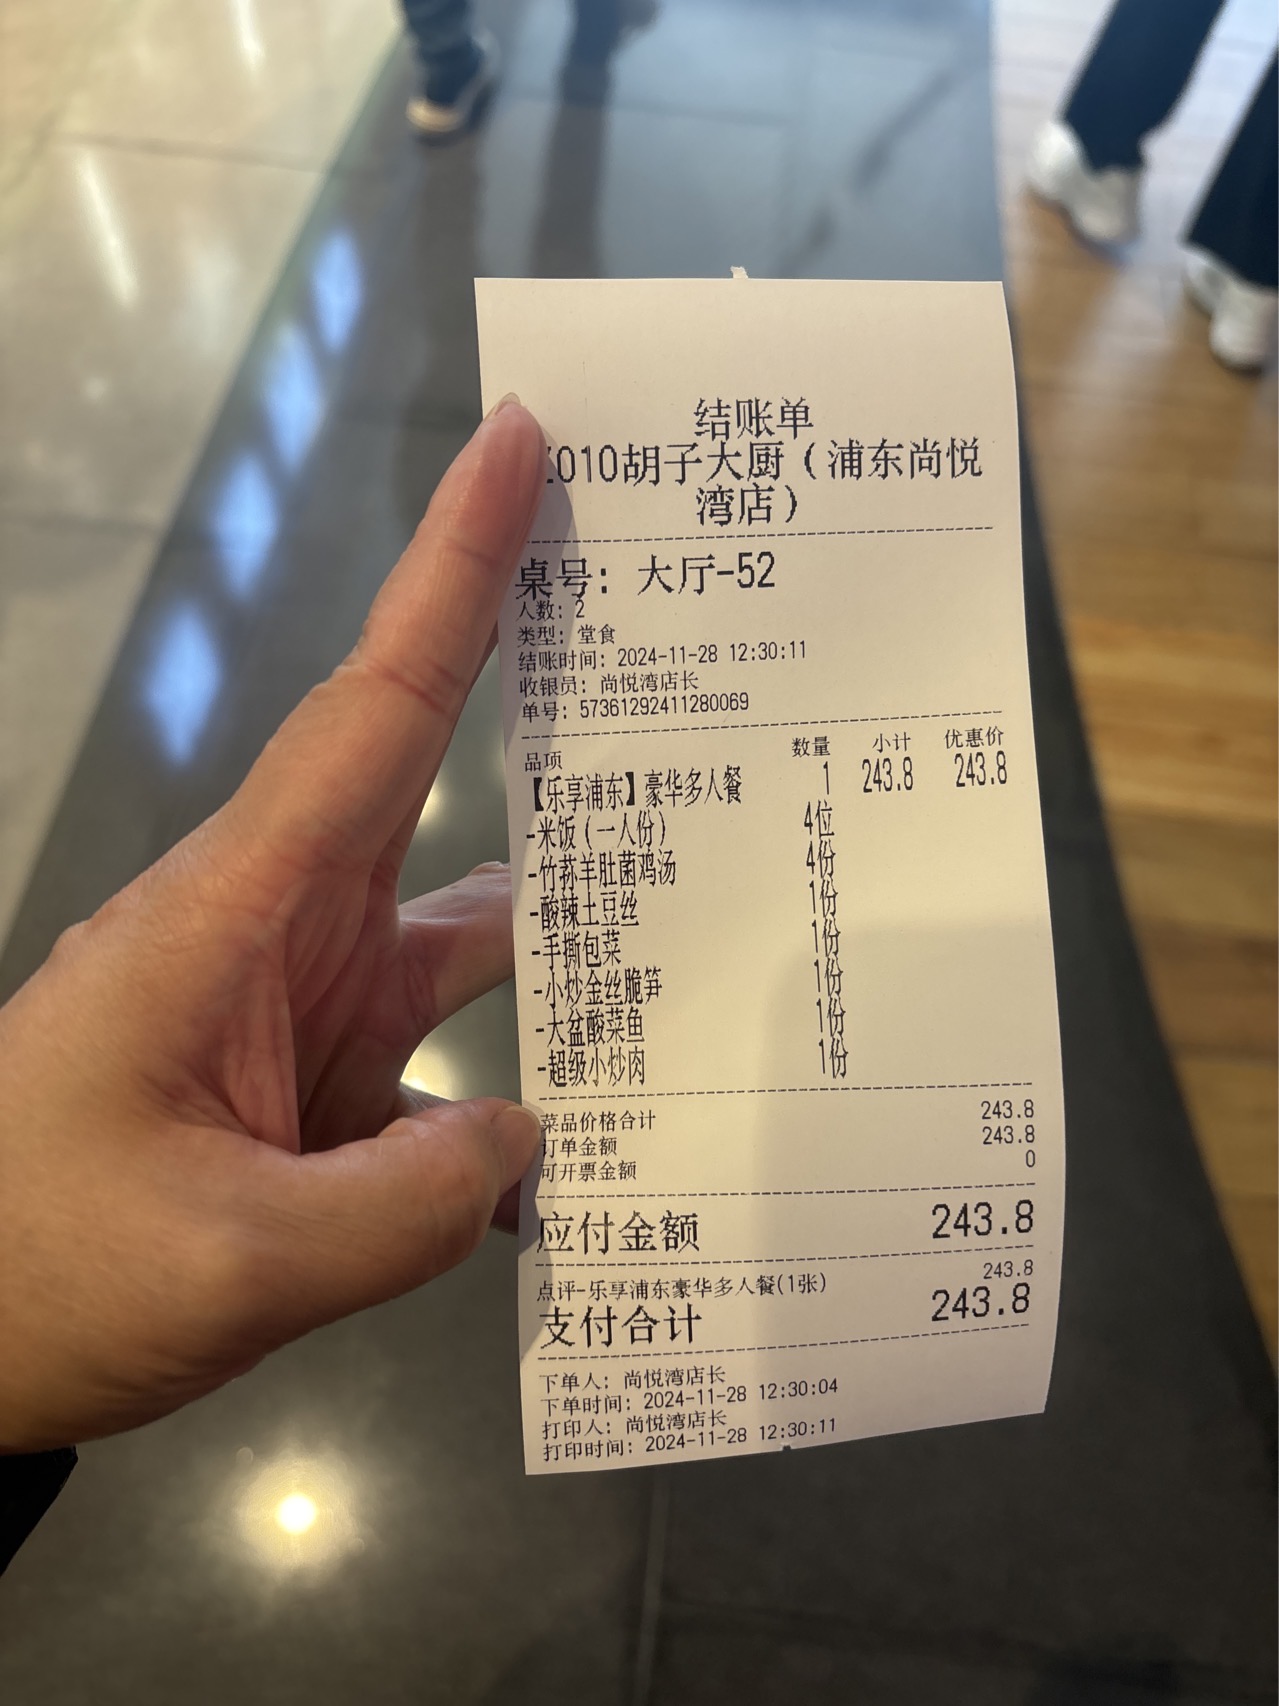 结账单
010胡子大厨（浦东尚悦
湾店）
桌号: 大厅-52
人数: 2
类型: 堂食
结账时间: 2024-11-28 12:30:11
收银员: 尚悦湾店长
单号: 57361292411280069
品项 数量 小计 优惠价
【乐享浦东】豪华多人餐 1 243.8 243.8
-米饭（一人份） 4位
-竹荪羊肚菌鸡汤 4份
-酸辣土豆丝 1份
-手撕包菜 1份
-小炒金丝脆笋 1份
-大盆酸菜鱼 1份
-超级小炒肉 1份
菜品价格合计 243.8
订单金额 243.8
可开票金额 0
应付金额 243.8
点评-乐享浦东豪华多人餐(1张) 243.8
支付合计 243.8
下单人: 尚悦湾店长
下单时间: 2024-11-28 12:30:04
打印人: 尚悦湾店长
打印时间: 2024-11-28 12:30:11